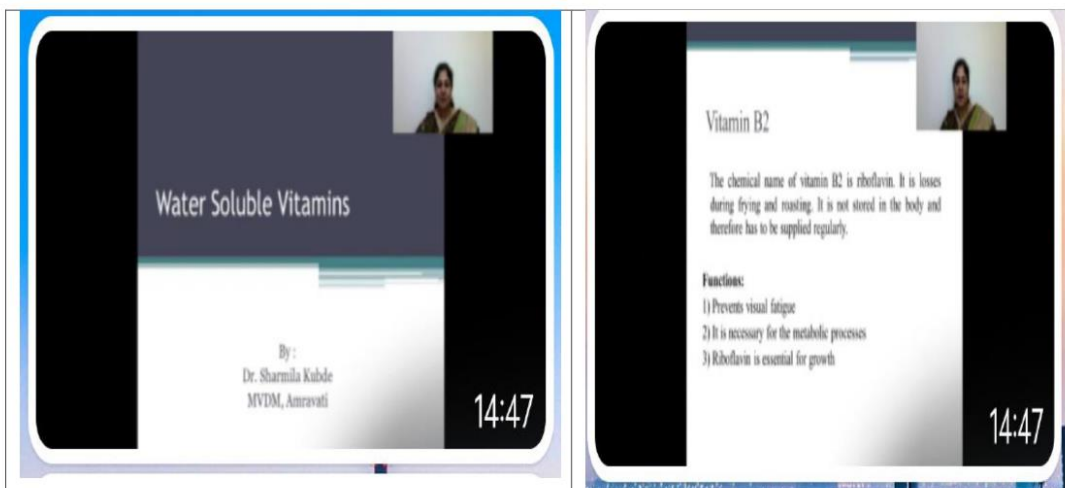 Water Soluble Vitamins
By :
Dr. Sharmila Kubde
MVDM, Amravati
14:47
Vitamin B2
The chemical name of vitamin B2 is riboflavin. It is losses
during frying and roasting. It is not stored in the body and
therefore has to be supplied regularly.
Functions:
1) Prevents visual fatigue
2) It is necessary for the metabolic processes
3) Riboflavin is essential for growth
14:47